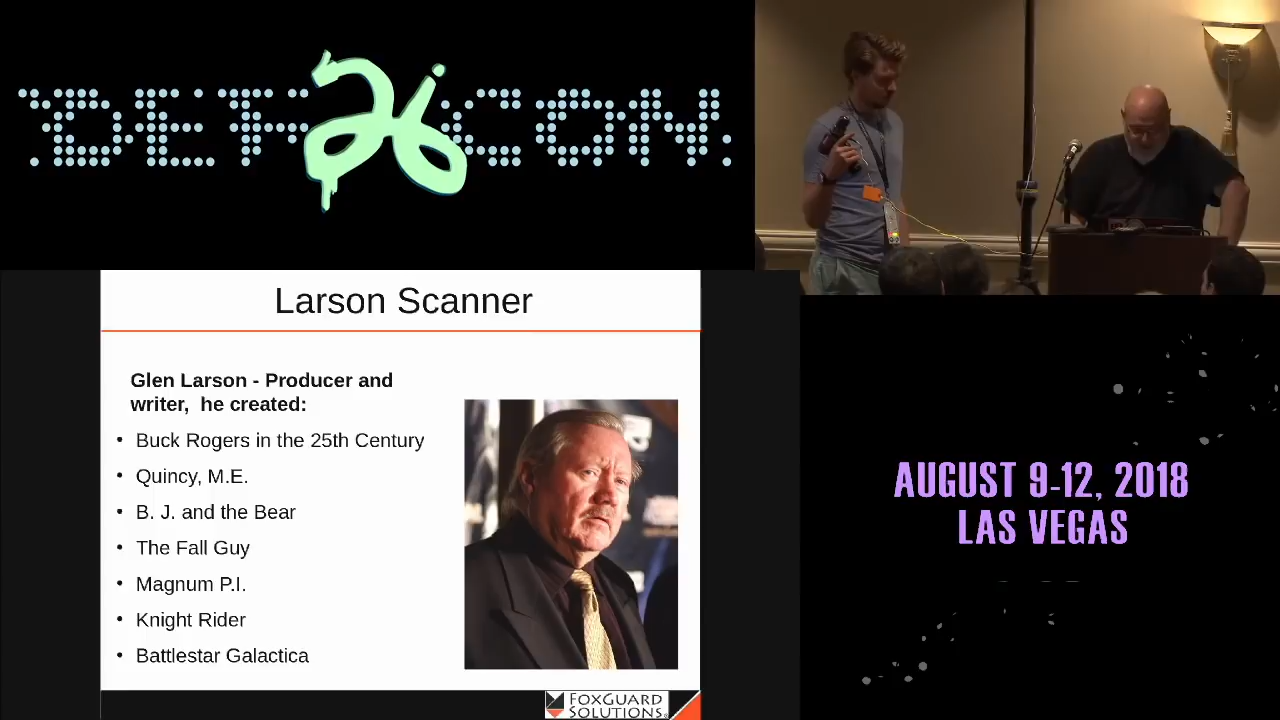 DEF 26 CON
Larson Scanner
Glen Larson - Producer and
writer, he created:
• Buck Rogers in the 25th Century
• Quincy, M.E.
• B. J. and the Bear
• The Fall Guy
• Magnum P.I.
• Knight Rider
• Battlestar Galactica
FOXGUARD
SOLUTIONS
AUGUST 9-12, 2018
LAS VEGAS